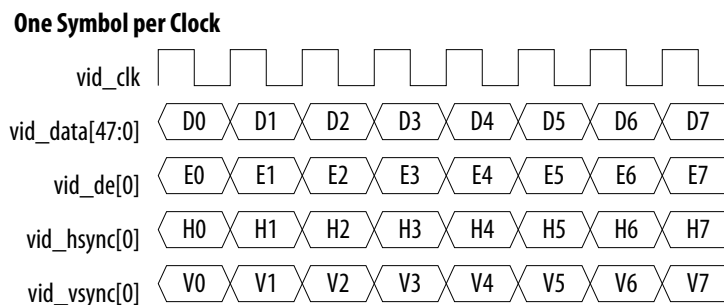 One Symbol per Clock
vid_clk
vid_data[47:0] D0 D1 D2 D3 D4 D5 D6 D7
vid_de[0] E0 E1 E2 E3 E4 E5 E6 E7
vid_hsync[0] H0 H1 H2 H3 H4 H5 H6 H7
vid_vsync[0] V0 V1 V2 V3 V4 V5 V6 V7